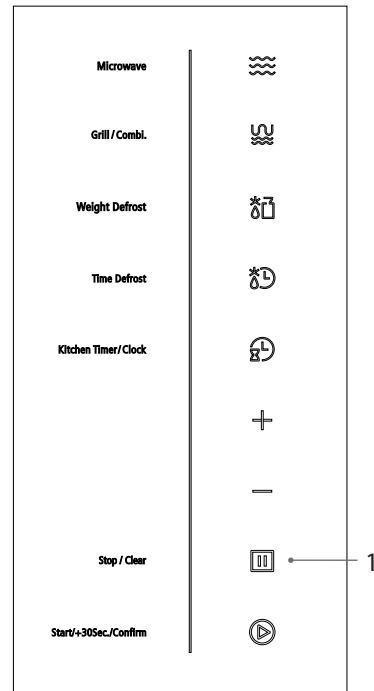 Microwave
Grill / Combi.
Weight Defrost
Time Defrost
Kitchen Timer/Clock
Stop / Clear
1
Start/+30Sec./Confirm